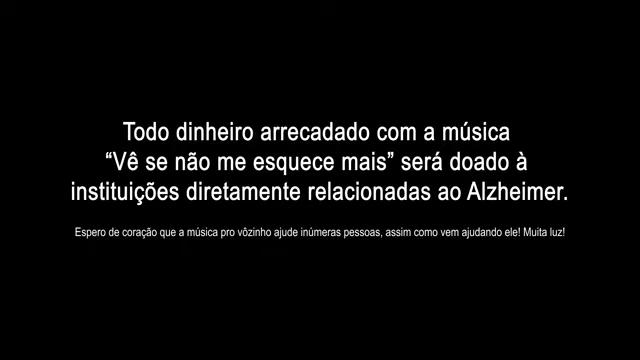 Todo dinheiro arrecadado com a música
“Vê se não me esquece mais” será doado à
instituições diretamente relacionadas ao Alzheimer.
Espero de coração que a música pro vôzinho ajude inúmeras pessoas, assim como vem ajudando ele! Muita luz!